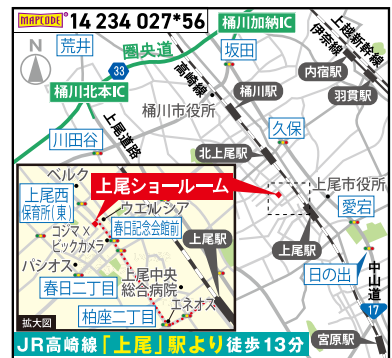 MAPCODE 14 234 027*56
N
荒井
圏央道
33
桶川加納IC
坂田
高崎線
上越新幹線
伊奈線
内宿駅
羽貫駅
桶川北本IC
桶川駅
桶川市役所
上尾道路
川田谷
久保
北上尾駅
ベルク
上尾ショールーム
上尾市役所
上尾西
保育所(東)
ウエルシア
愛宕
コジマ×
ビックカメラ
春日記念会館前
上尾駅
上尾駅
パシオス
上尾中央
総合病院
春日二丁目
エネオス
日の出
中山道
17
柏座二丁目
拡大図
宮原駅
JR高崎線「上尾」駅より徒歩13分